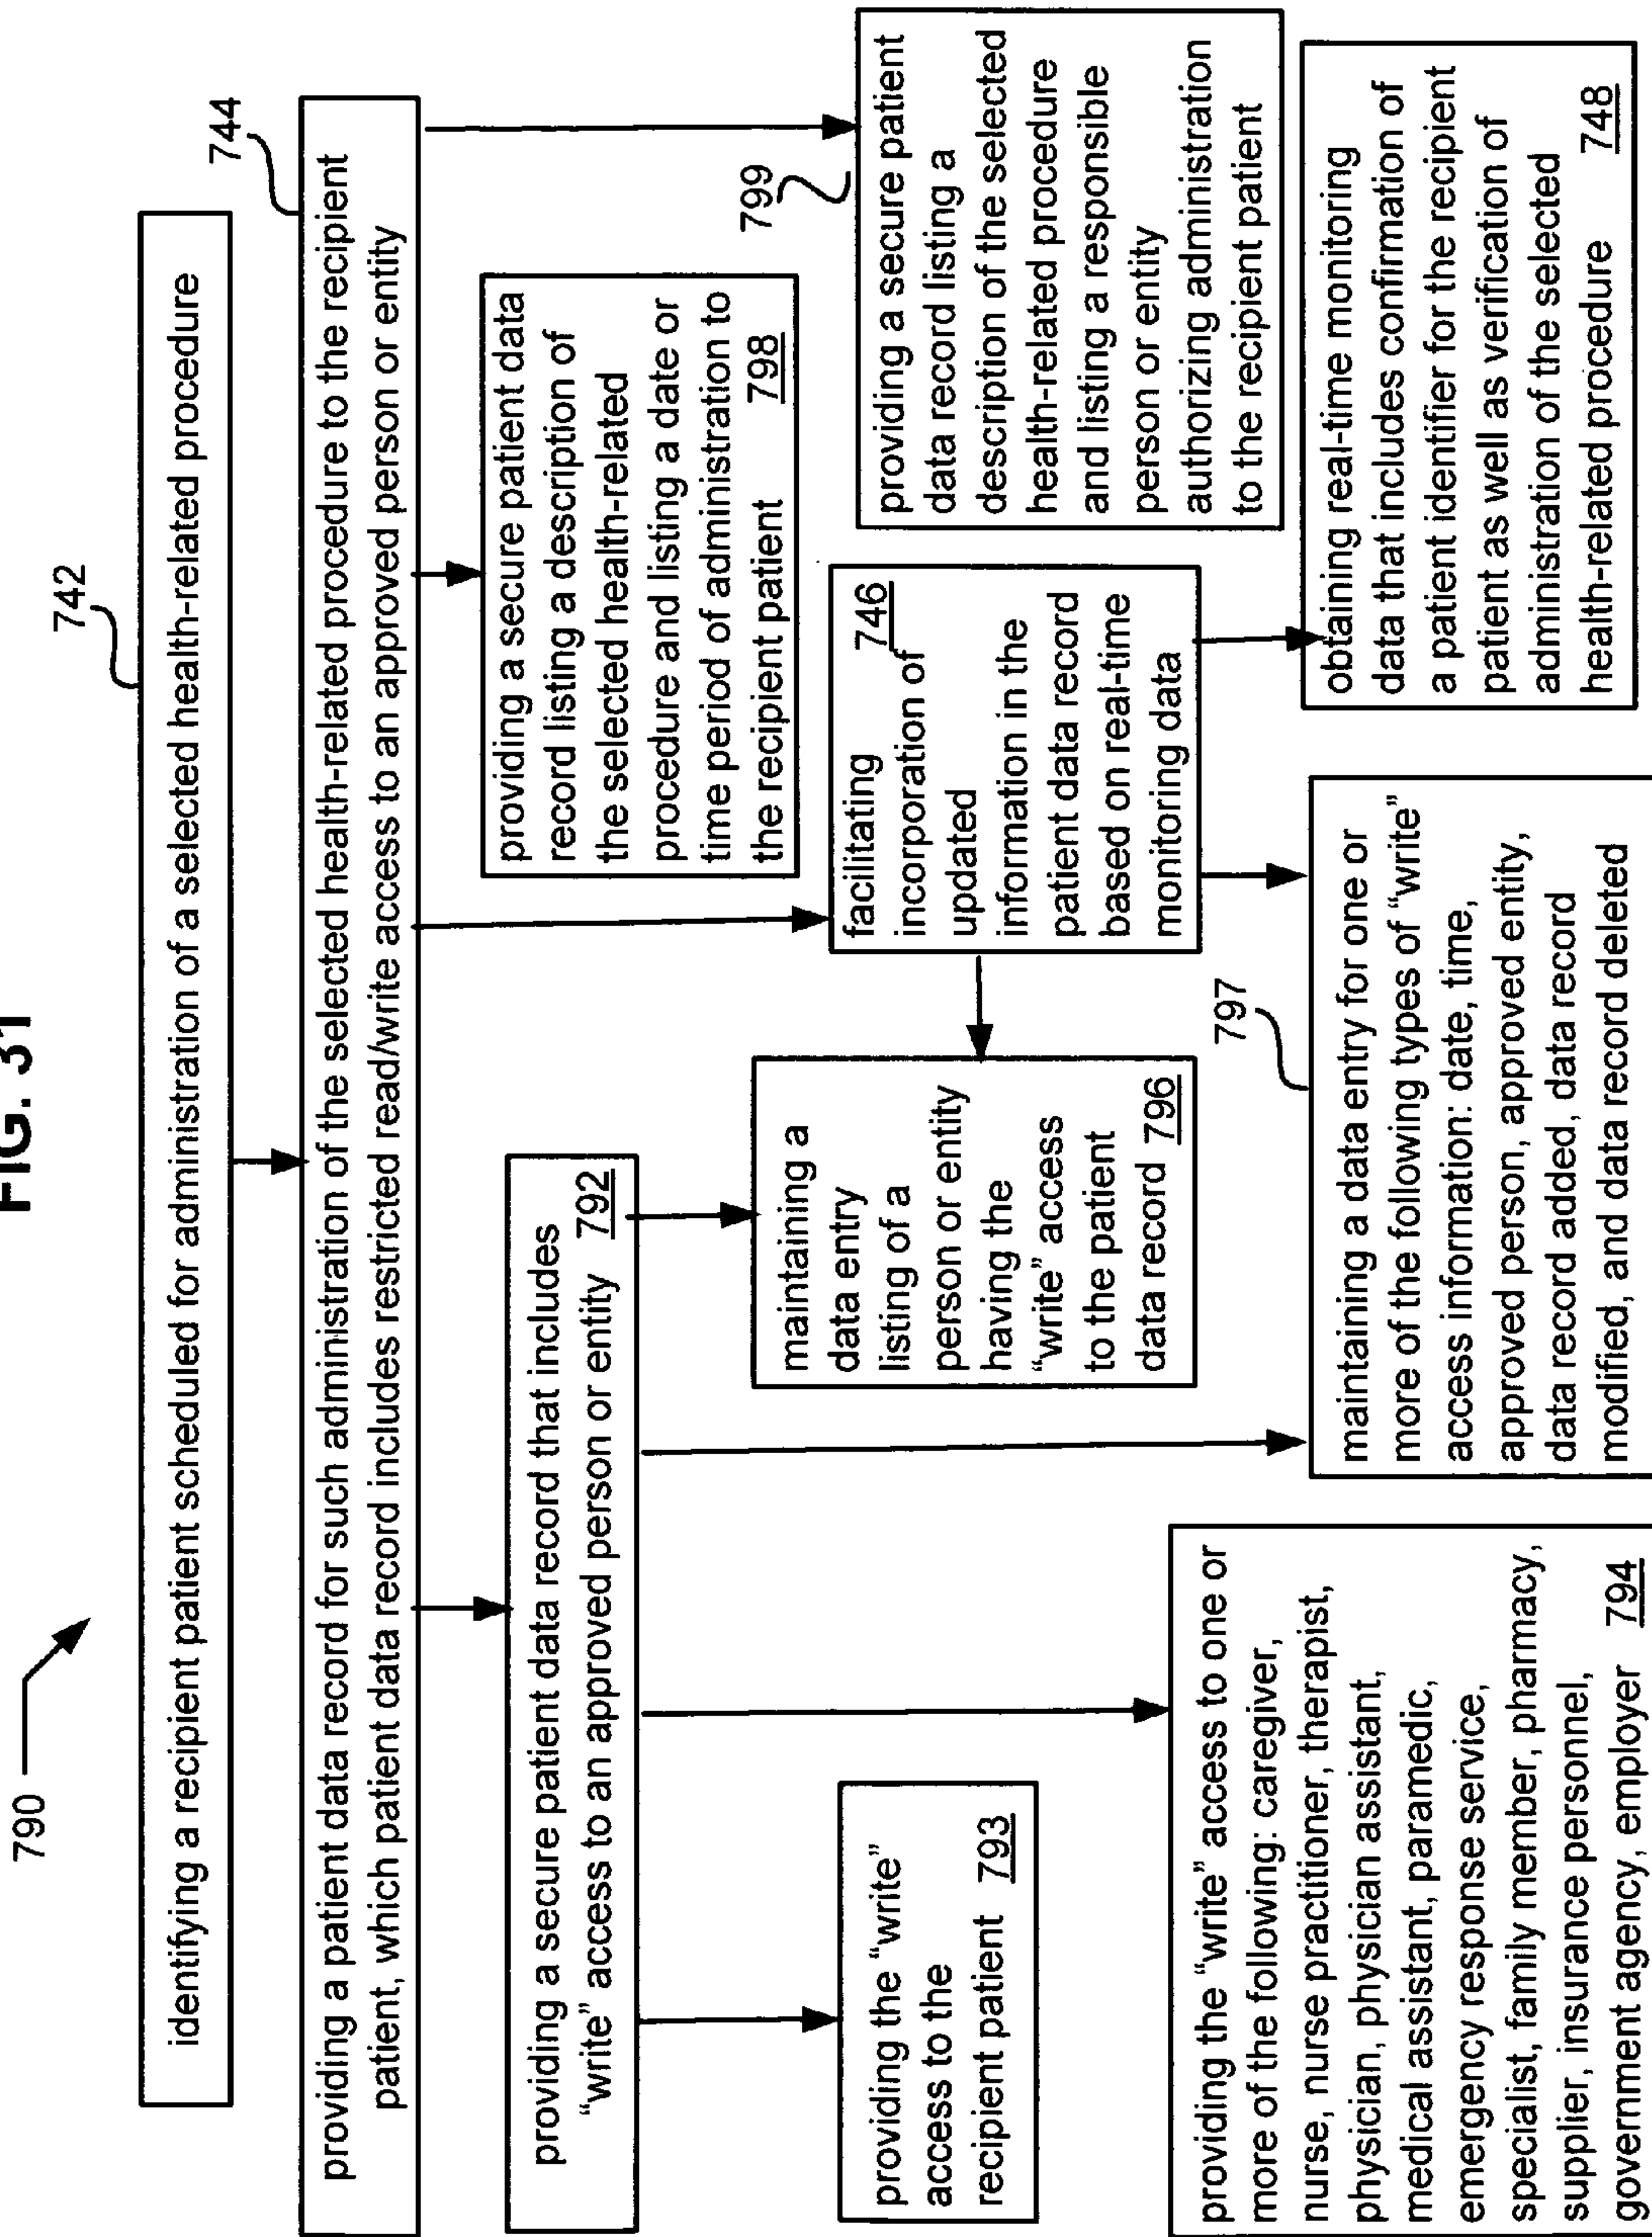 FIG. 31
790
742
identifying a recipient patient scheduled for administration of a selected health-related procedure
744
providing a patient data record for such administration of the selected health-related procedure to the recipient
patient, which patient data record includes restricted read/write access to an approved person or entity
providing a secure patient data record that includes
“write” access to an approved person or entity 792
providing a secure patient data
record listing a description of
the selected health-related
procedure and listing a date or
time period of administration to
the recipient patient 798
799
providing a secure patient
data record listing a
description of the selected
health-related procedure
and listing a responsible
person or entity
authorizing administration
to the recipient patient
providing the “write”
access to the
recipient patient 793
maintaining a
data entry
listing of a
person or entity
having the
“write” access
to the patient
data record 796
facilitating 746
incorporation of
updated
information in the
patient data record
based on real-time
monitoring data
providing the “write” access to one or
more of the following: caregiver,
nurse, nurse practitioner, therapist,
physician, physician assistant,
medical assistant, paramedic,
emergency response service,
specialist, family member, pharmacy,
supplier, insurance personnel,
government agency, employer 794
797
maintaining a data entry for one or
more of the following types of “write”
access information: date, time,
approved person, approved entity,
data record added, data record
modified, and data record deleted
obtaining real-time monitoring
data that includes confirmation of
a patient identifier for the recipient
patient as well as verification of
administration of the selected
health-related procedure 748